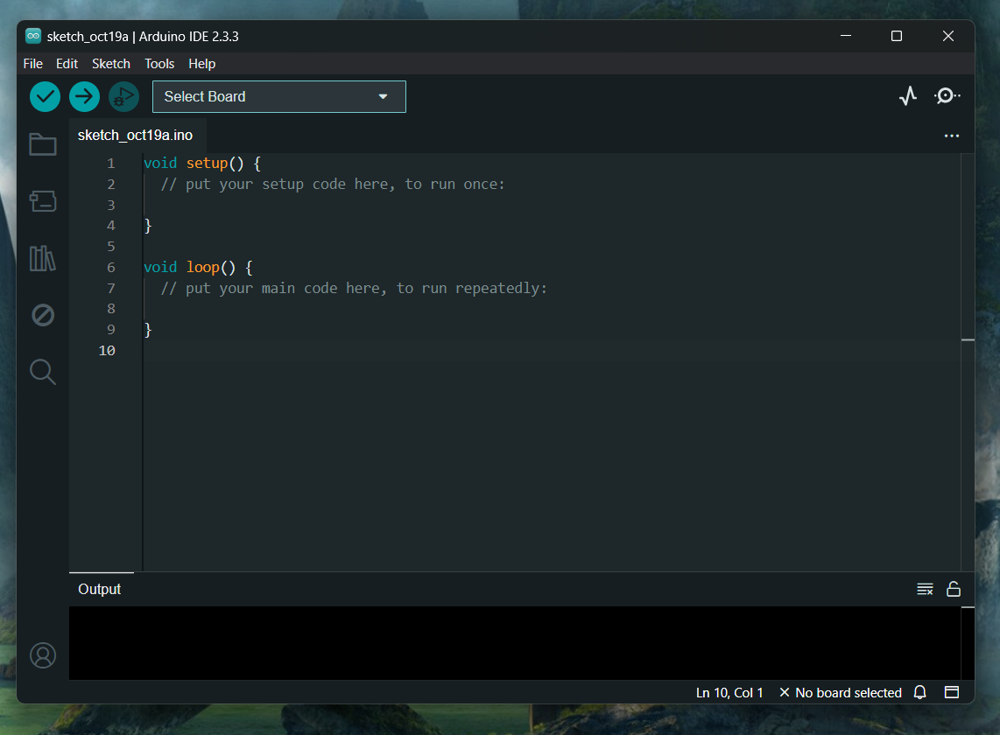 sketch_oct19a | Arduino IDE 2.3.3
File Edit Sketch Tools Help
Select Board
sketch_oct19a.ino
1 void setup() {
2   // put your setup code here, to run once:
3
4 }
5
6 void loop() {
7   // put your main code here, to run repeatedly:
8
9 }
10
Output
Ln 10, Col 1 × No board selected